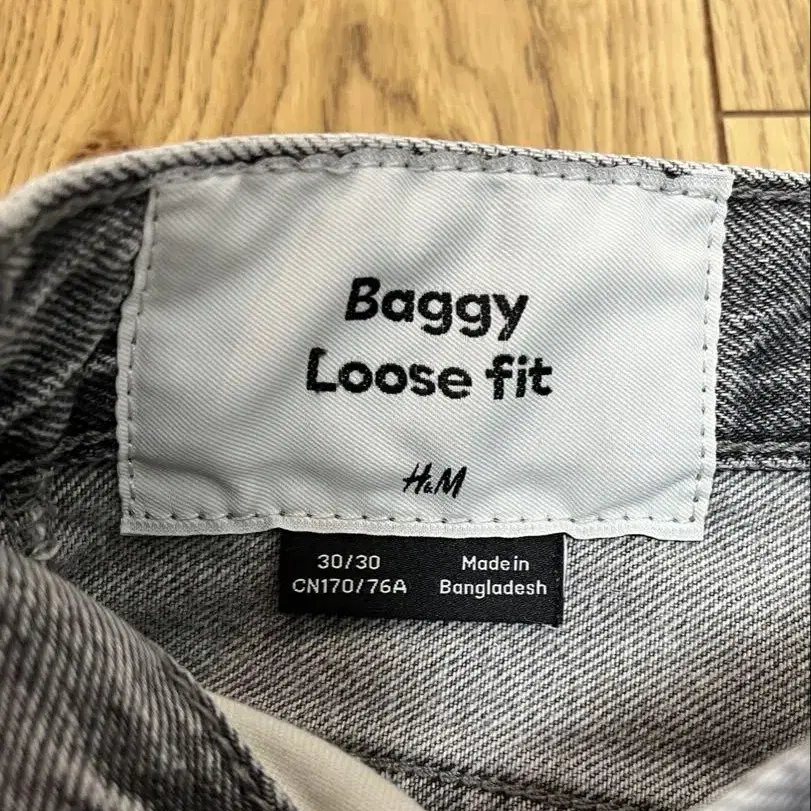 Baggy
Loose fit
H&M
30/30
CN170/76A
Made in
Bangladesh